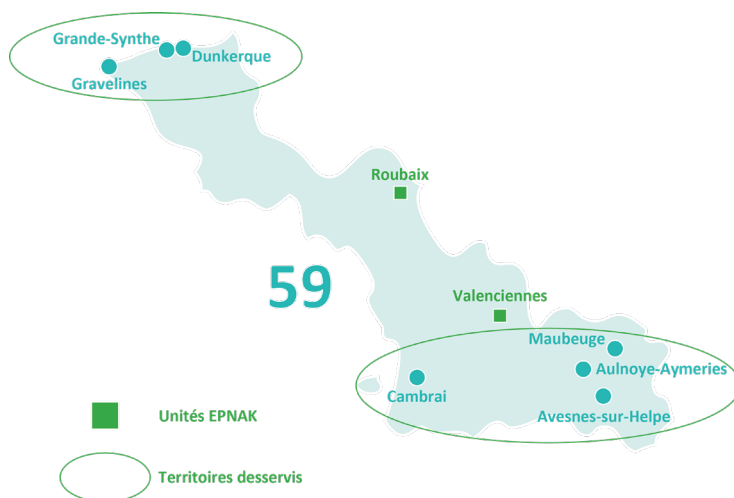 Grande-Synthe
Dunkerque
Gravelines
Roubaix
59
Valenciennes
Maubeuge
Aulnoye-Aymeries
Cambrai
Avesnes-sur-Helpe
Unités EPNAK
Territoires desservis